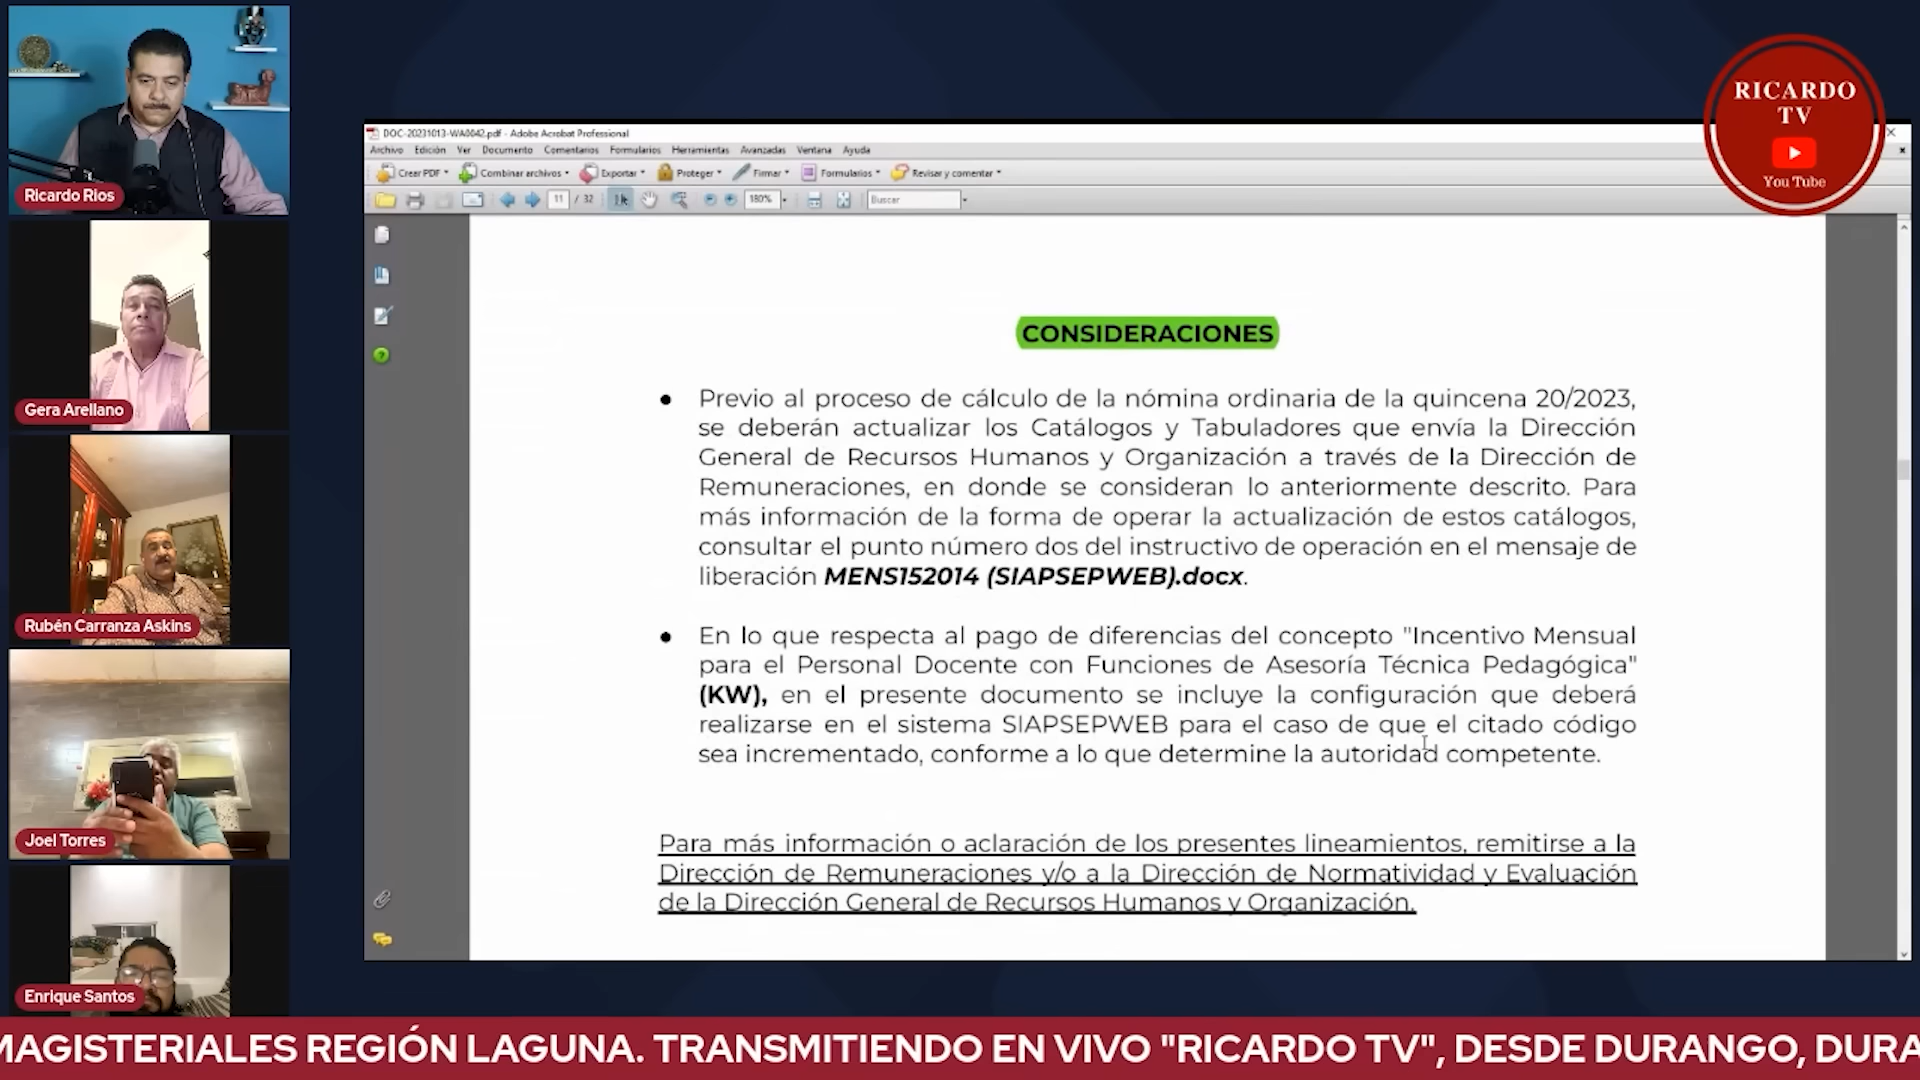 RICARDO
TV
You Tube
DOC-20231013-WA0042.pdf - Adobe Acrobat Professional
Archivo Edición Ver Documento Comentarios Formularios Herramientas Avanzadas Ventana Ayuda
Crear PDF Combinar archivos Exportar Proteger Firmar Formularios Revisar y comentar
11 / 32 180% Buscar
CONSIDERACIONES
● Previo al proceso de cálculo de la nómina ordinaria de la quincena 20/2023,
se deberán actualizar los Catálogos y Tabuladores que envía la Dirección
General de Recursos Humanos y Organización a través de la Dirección de
Remuneraciones, en donde se consideran lo anteriormente descrito. Para
más información de la forma de operar la actualización de estos catálogos,
consultar el punto número dos del instructivo de operación en el mensaje de
liberación MENS152014 (SIAPSEPWEB).docx.
● En lo que respecta al pago de diferencias del concepto "Incentivo Mensual
para el Personal Docente con Funciones de Asesoría Técnica Pedagógica"
(KW), en el presente documento se incluye la configuración que deberá
realizarse en el sistema SIAPSEPWEB para el caso de que el citado código
sea incrementado, conforme a lo que determine la autoridad competente.
Para más información o aclaración de los presentes lineamientos, remitirse a la
Dirección de Remuneraciones y/o a la Dirección de Normatividad y Evaluación
de la Dirección General de Recursos Humanos y Organización.
Ricardo Rios
Gera Arellano
Rubén Carranza Askins
Joel Torres
Enrique Santos
MAGISTERIALES REGIÓN LAGUNA. TRANSMITIENDO EN VIVO "RICARDO TV", DESDE DURANGO, DURA